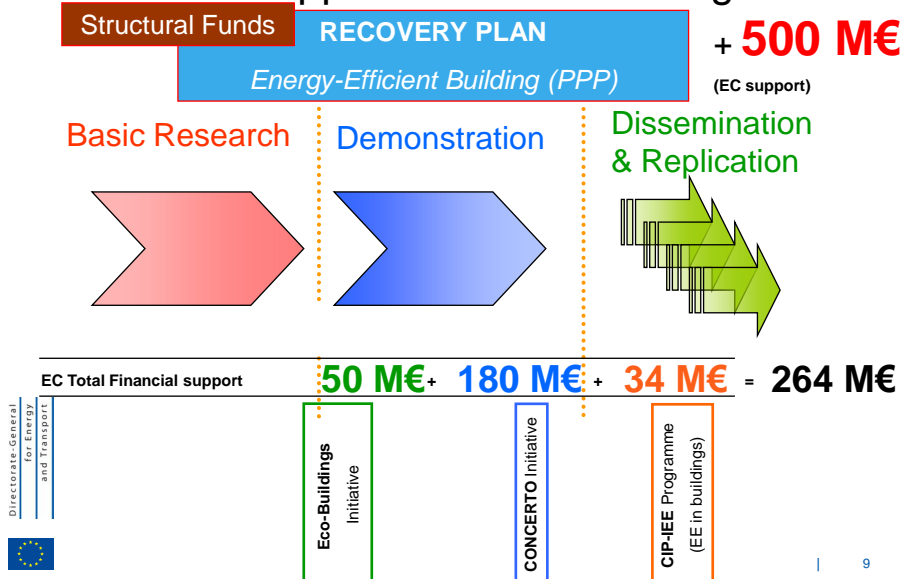 Structural Funds
RECOVERY PLAN
Energy-Efficient Building (PPP)
+ 500 M€
(EC support)
Basic Research
Demonstration
Dissemination
& Replication
EC Total Financial support 50 M€ + 180 M€ + 34 M€ = 264 M€
Directorate-General
for Energy
and Transport
Eco-Buildings
Initiative
CONCERTO Initiative
CIP-IEE Programme
(EE in buildings)
| 9